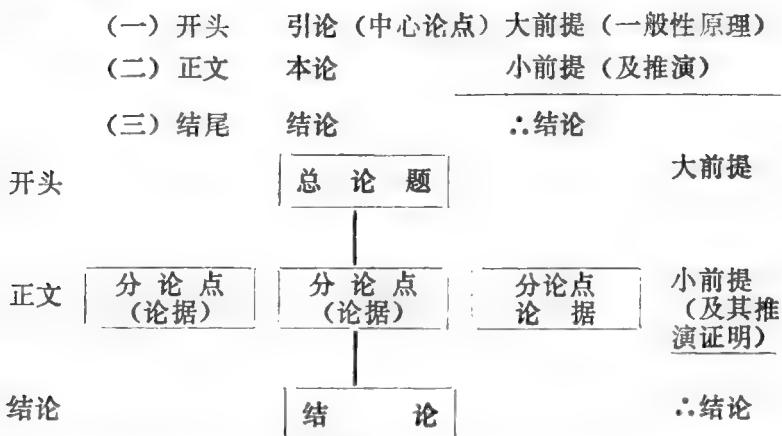 （一）开头 引论（中心论点）大前提（一般性原理）
（二）正文 本论 小前提（及推演）
（三）结尾 结论 ∴结论
开头 总 论 题 大前提
正文 分 论 点 分 论 点 分论点 小前提
（论据） （论据） 论 据 （及其推
演证明）
结论 结 论 ∴结论